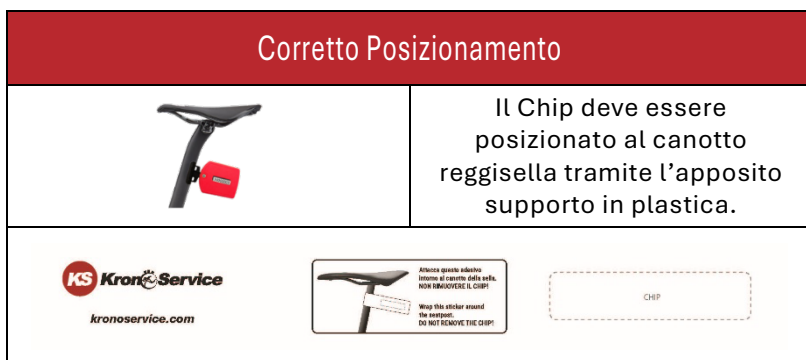 Corretto Posizionamento
Il Chip deve essere
posizionato al canotto
reggisella tramite l’apposito
supporto in plastica.
KS KronoService
kronoservice.com
Attacca questo adesivo
intorno al canotto della sella.
NON RIMUOVERE IL CHIP!
Wrap this sticker around
the seatpost.
DO NOT REMOVE THE CHIP!
CHIP